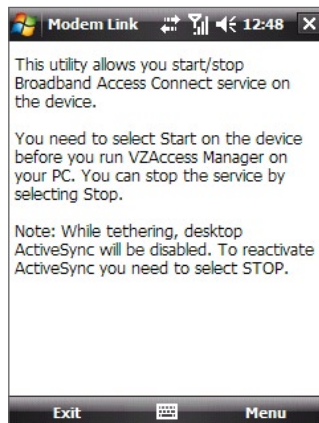 Modem Link 12:48
This utility allows you start/stop
Broadband Access Connect service on
the device.
You need to select Start on the device
before you run VZAccess Manager on
your PC. You can stop the service by
selecting Stop.
Note: While tethering, desktop
ActiveSync will be disabled. To reactivate
ActiveSync you need to select STOP.
Exit Menu